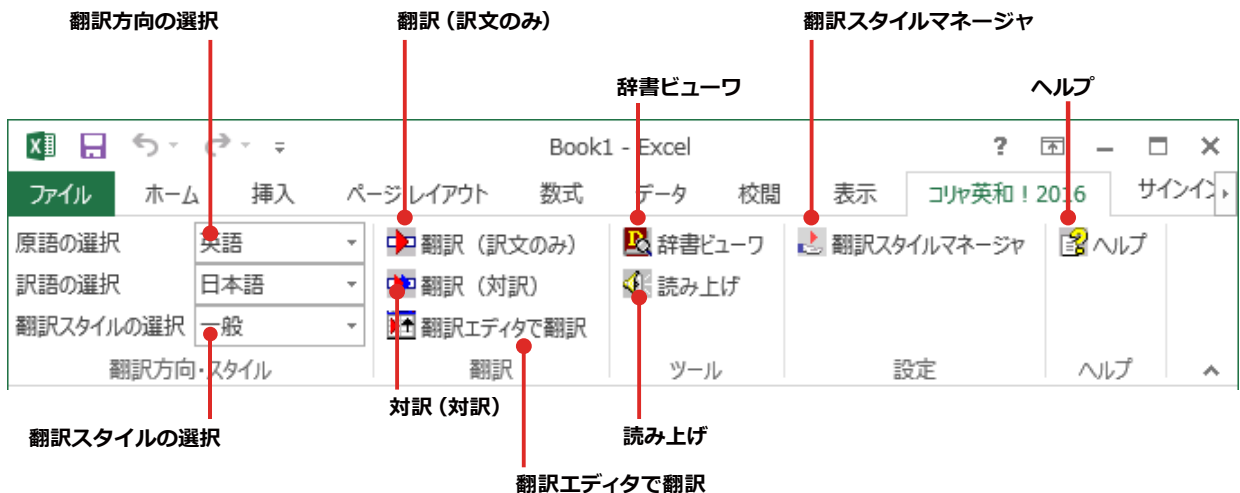 翻訳方向の選択
翻訳（訳文のみ）
翻訳スタイルマネージャ
辞書ビューワ
ヘルプ
Book1 - Excel
ファイル ホーム 挿入 ページ レイアウト 数式 データ 校閲 表示 コリャ英和！2016 サインイン
原語の選択 英語 翻訳（訳文のみ） 辞書ビューワ 翻訳スタイルマネージャ ヘルプ
訳語の選択 日本語 翻訳（対訳） 読み上げ
翻訳スタイルの選択 一般 翻訳エディタで翻訳
翻訳方向・スタイル 翻訳 ツール 設定 ヘルプ
対訳（対訳）
翻訳スタイルの選択
読み上げ
翻訳エディタで翻訳